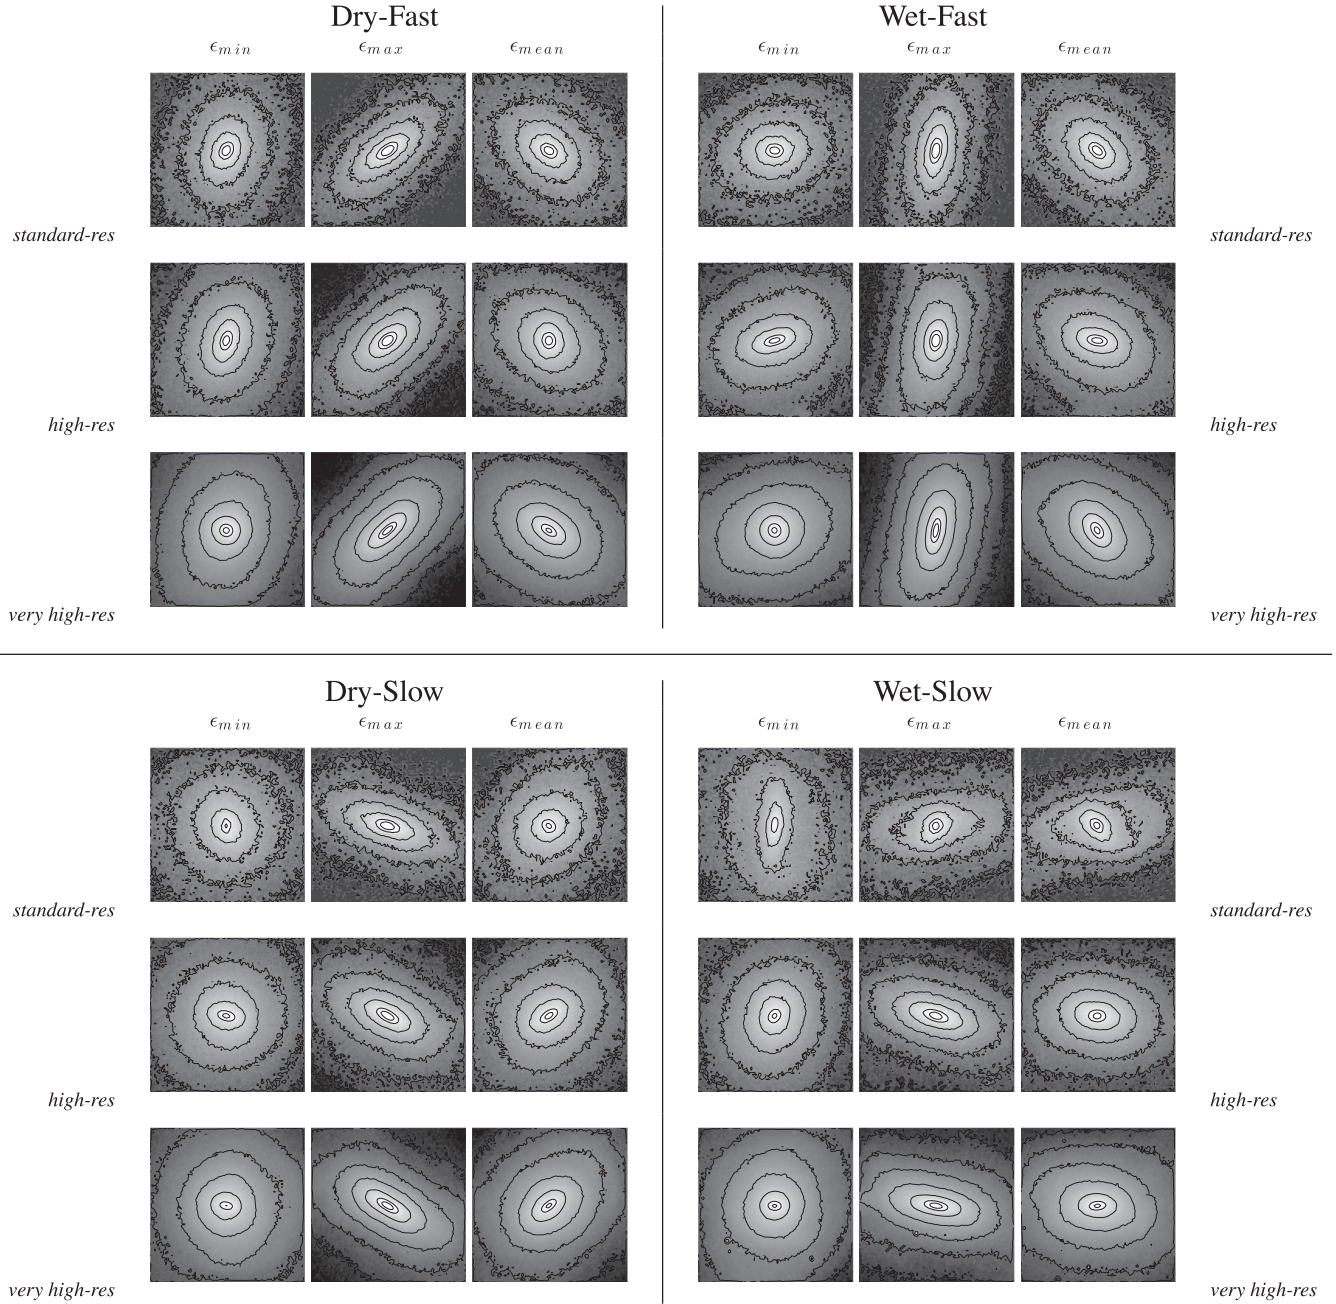 Dry-Fast
ϵmin ϵmax ϵmean
standard-res
high-res
very high-res
Wet-Fast
ϵmin ϵmax ϵmean
standard-res
high-res
very high-res
Dry-Slow
ϵmin ϵmax ϵmean
standard-res
high-res
very high-res
Wet-Slow
ϵmin ϵmax ϵmean
standard-res
high-res
very high-res